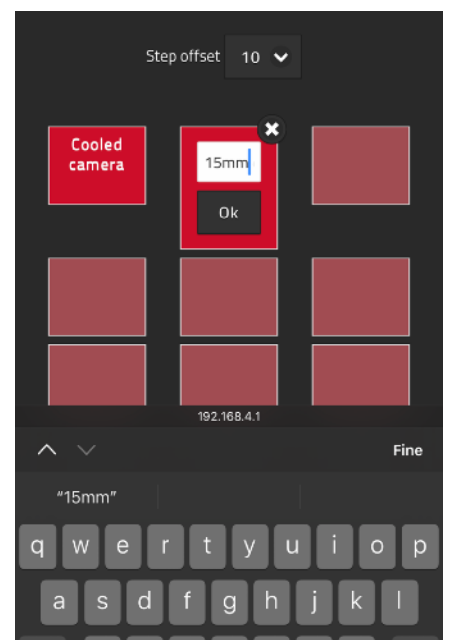 Step offset 10
Cooled
camera
15mm
Ok
192.168.4.1
Fine
"15mm"
q w e r t y u i o p
a s d f g h j k l